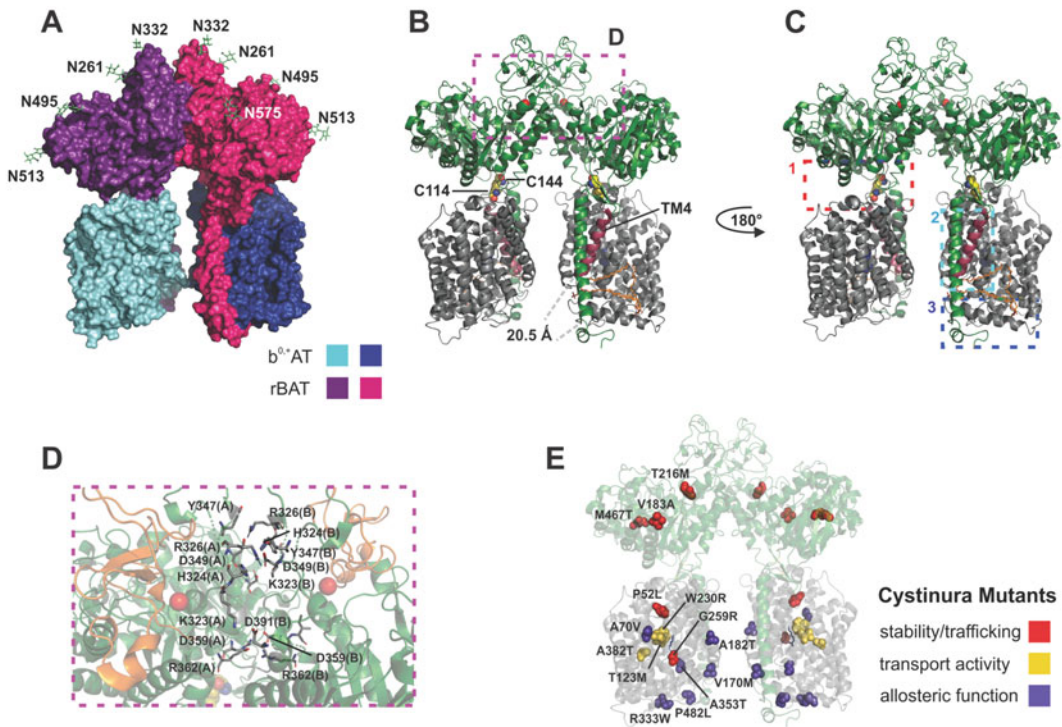 A
N332
N332
N261
N261
N495
N495
N575
N513
N513
b⁰,⁺AT
rBAT
B
D
C114
C144
TM4
20.5 Å
180°
C
1
2
3
D
Y347(A)
R326(B)
H324(B)
R326(A)
Y347(B)
D349(A)
D349(B)
H324(A)
K323(B)
K323(A)
D391(B)
D359(A)
D359(B)
R362(A)
R362(B)
E
T216M
V183A
M467T
P52L
W230R
G259R
A70V
A182T
A382T
T123M
V170M
A353T
P482L
R333W
Cystinura Mutants
stability/trafficking
transport activity
allosteric function